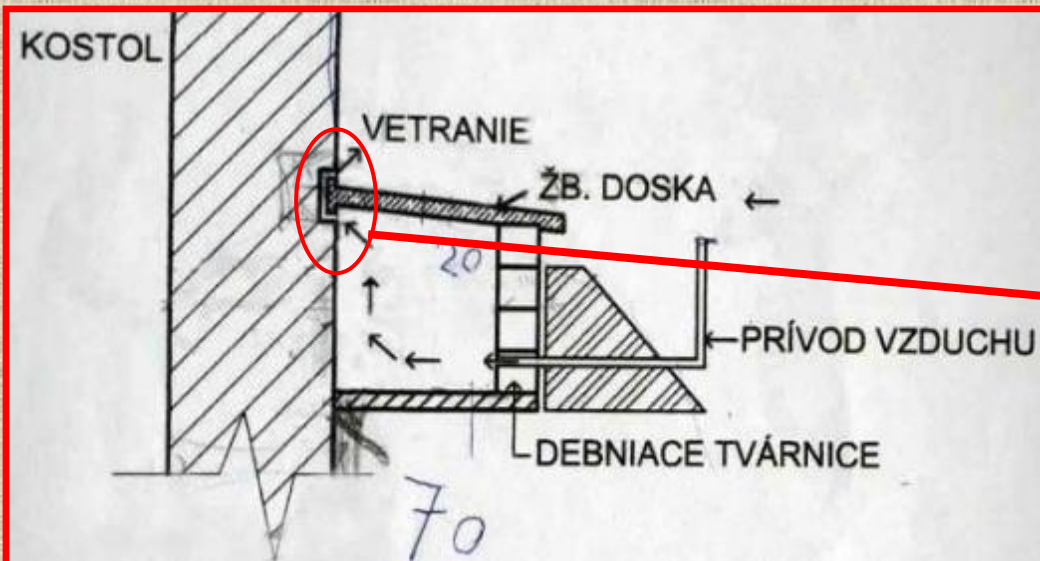 KOSTOL
VETRANIE
ŽB. DOSKA
20
PRÍVOD VZDUCHU
DEBNIACE TVÁRNICE
70